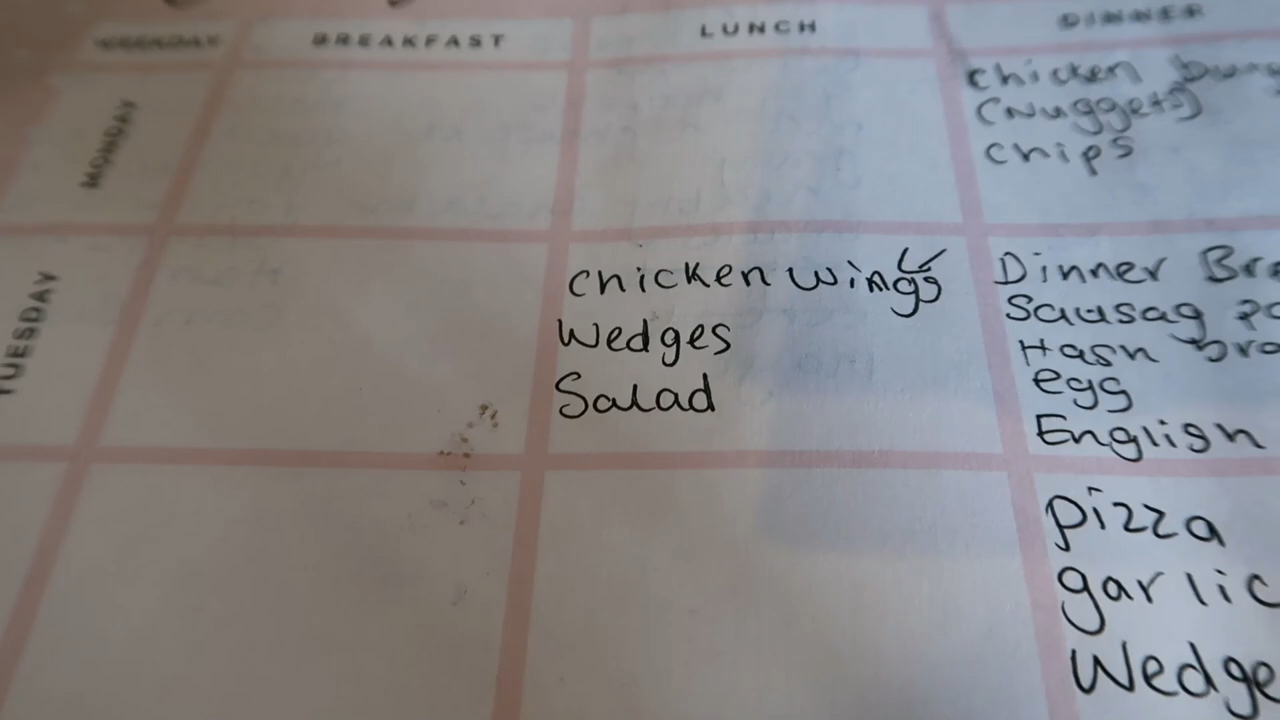 WEEKDAY BREAKFAST LUNCH DINNER
MONDAY
chicken
(Nuggets)
chips
TUESDAY
chicken wings
Wedges
Salad
Dinner
Sausag
Hash
egg
English
pizza
garlic
Wedge